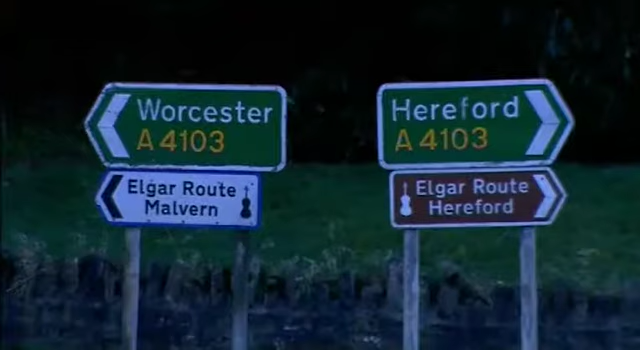 Worcester
A 4103
Elgar Route
Malvern
Hereford
A 4103
Elgar Route
Hereford